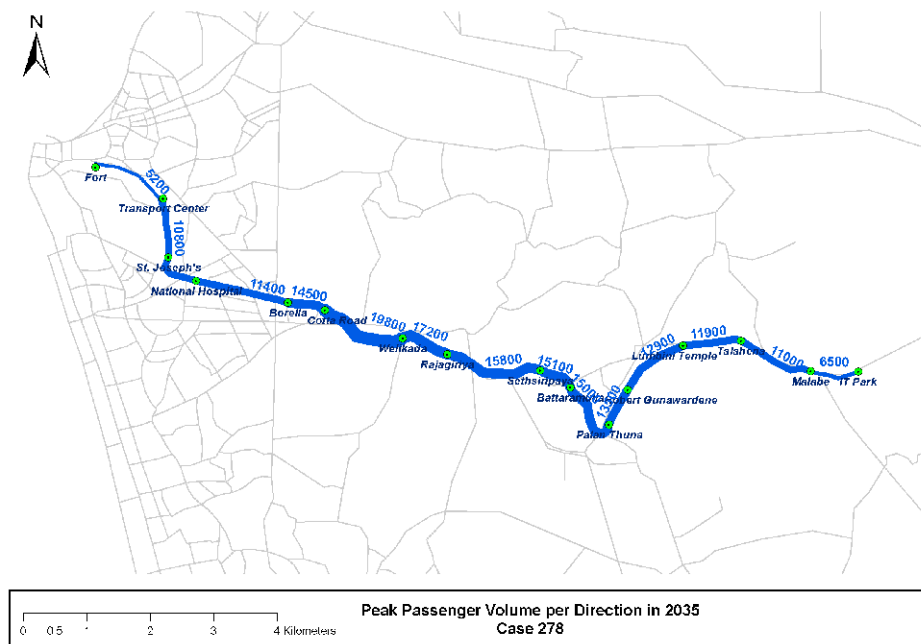 N
5200
Fort
Transport Center
10800
St. Joseph's
National Hospital
11400
14500
Borella
Cotta Road
19800
17200
Welikada
Rajagiriya
15800
15100
Sethsiripaya
Battaramulla
Robert Gunawardene
Palan Thuna
12900
11900
Lumbini Temple
Talahena
11000
6500
Malabe
IT Park
Peak Passenger Volume per Direction in 2035
Case 278
0 0.5 1 2 3 4 Kilometers